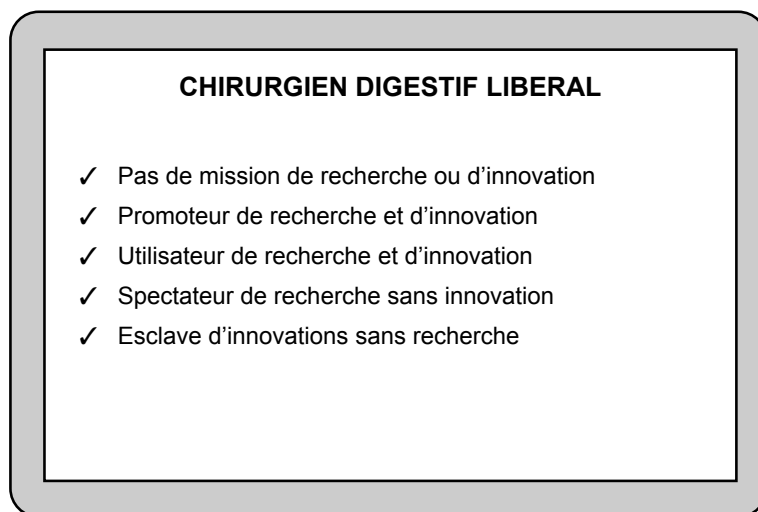 CHIRURGIEN DIGESTIF LIBERAL
✓ Pas de mission de recherche ou d’innovation
✓ Promoteur de recherche et d’innovation
✓ Utilisateur de recherche et d’innovation
✓ Spectateur de recherche sans innovation
✓ Esclave d’innovations sans recherche